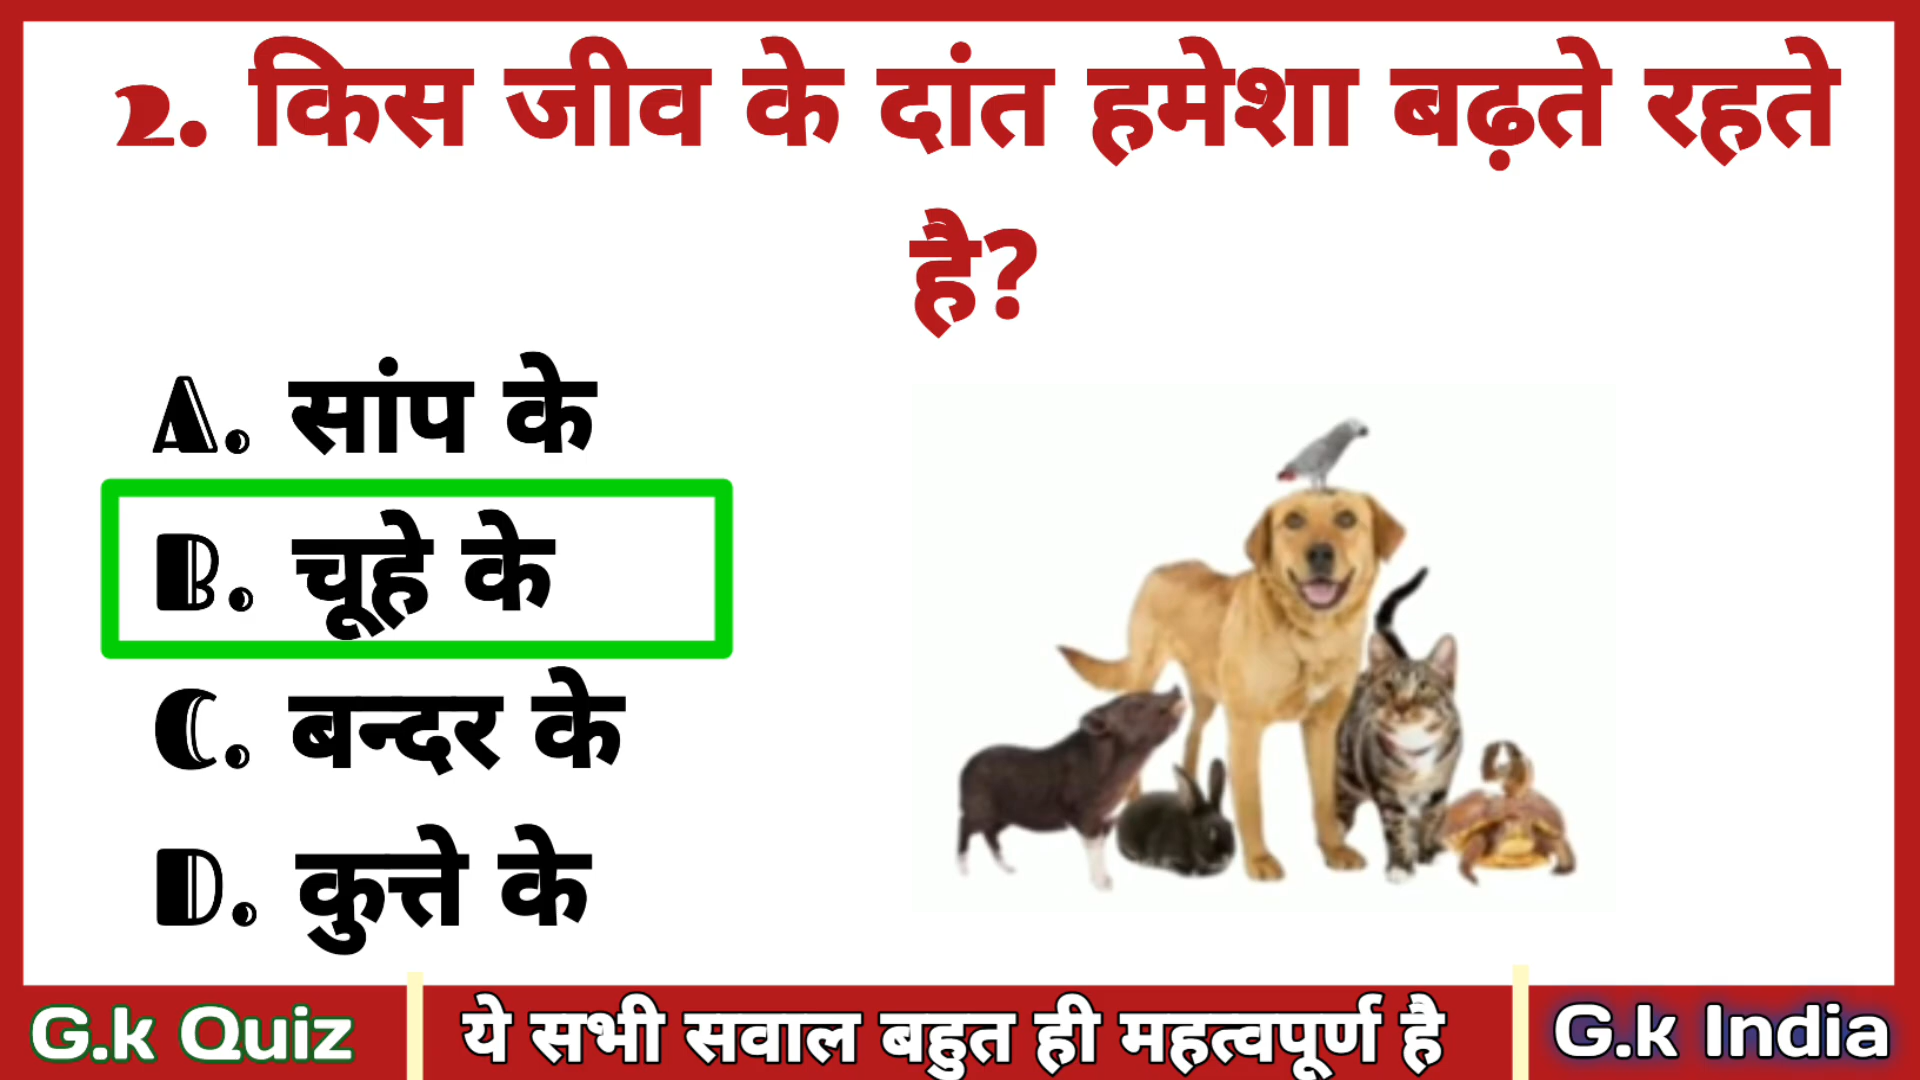 2. किस जीव के दांत हमेशा बढ़ते रहते
है?
A. सांप के
B. चूहे के
C. बन्दर के
D. कुत्ते के
G.k Quiz
ये सभी सवाल बहुत ही महत्वपूर्ण है
G.k India